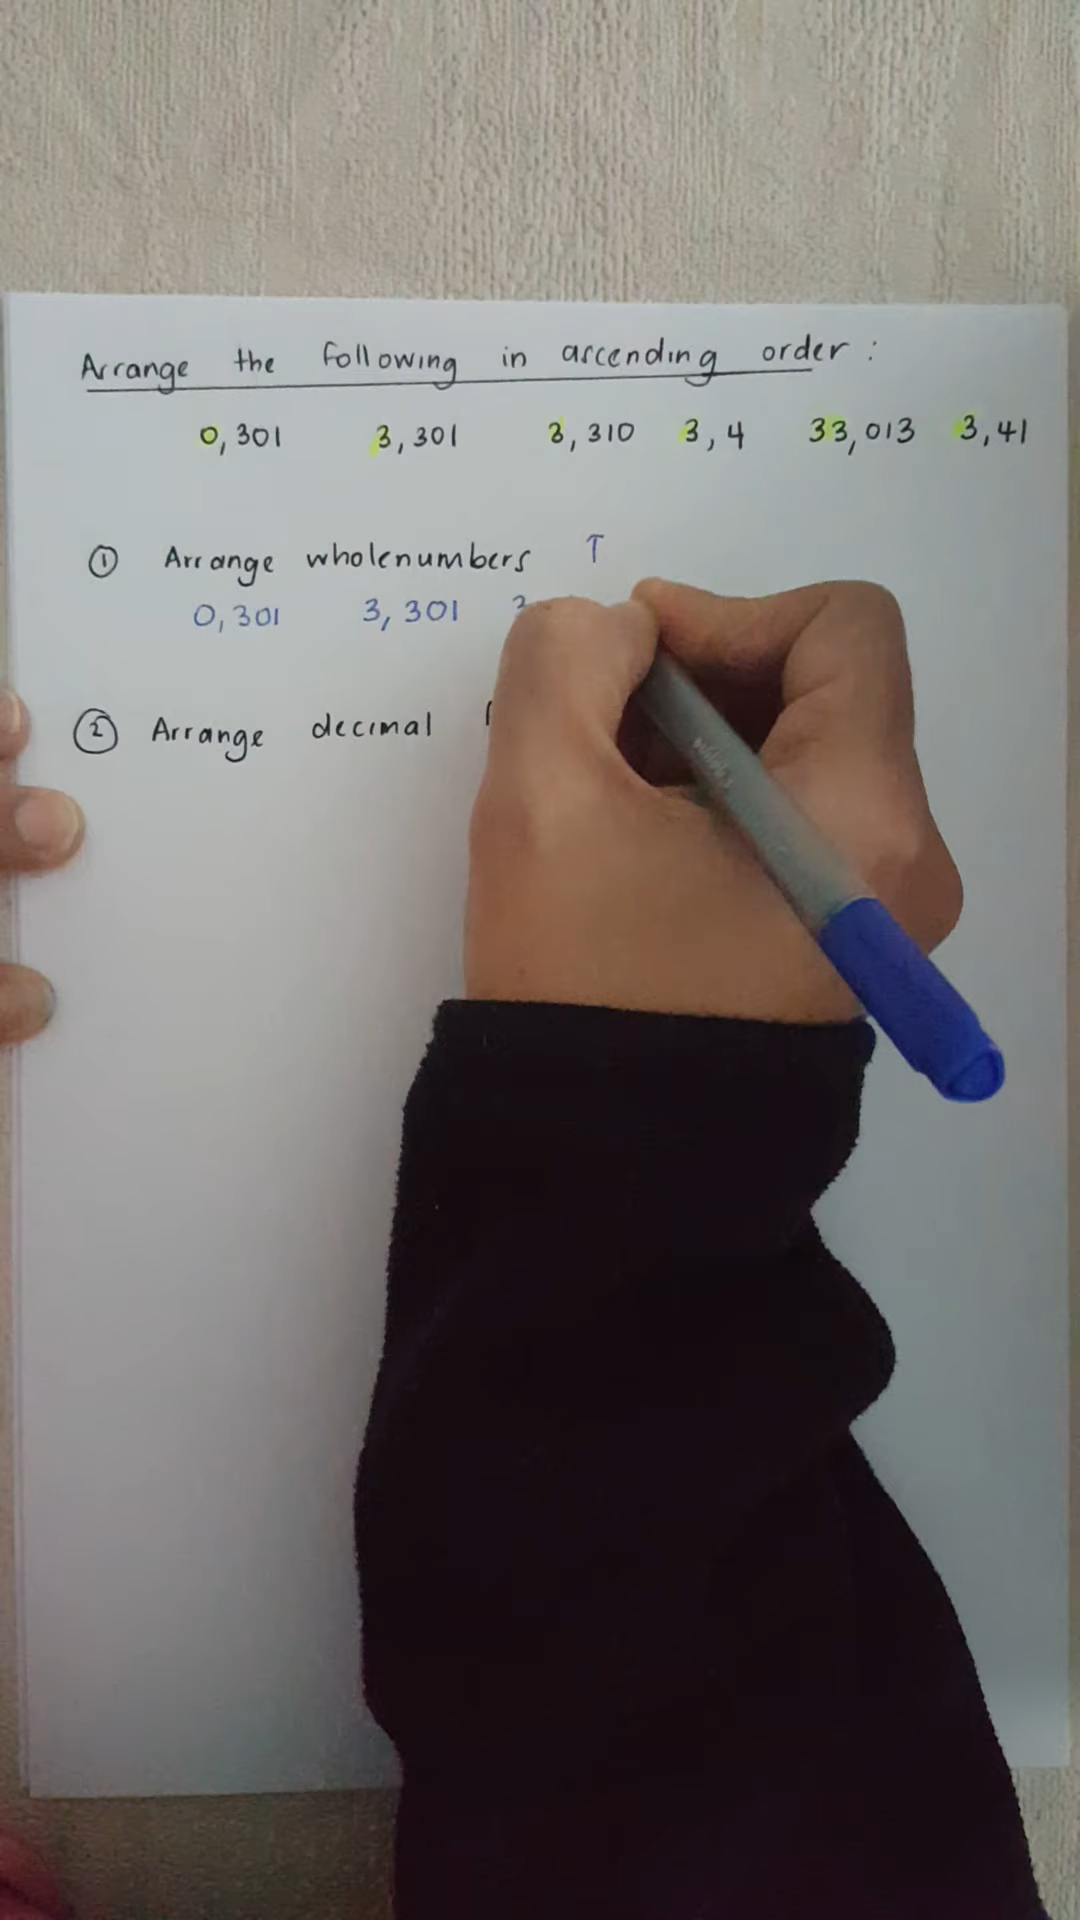 Arrange the following in ascending order :
0,301 3,301 3,310 3,4 33,013 3,41
① Arrange wholenumbers ↑
0,301 3,301
② Arrange decimal